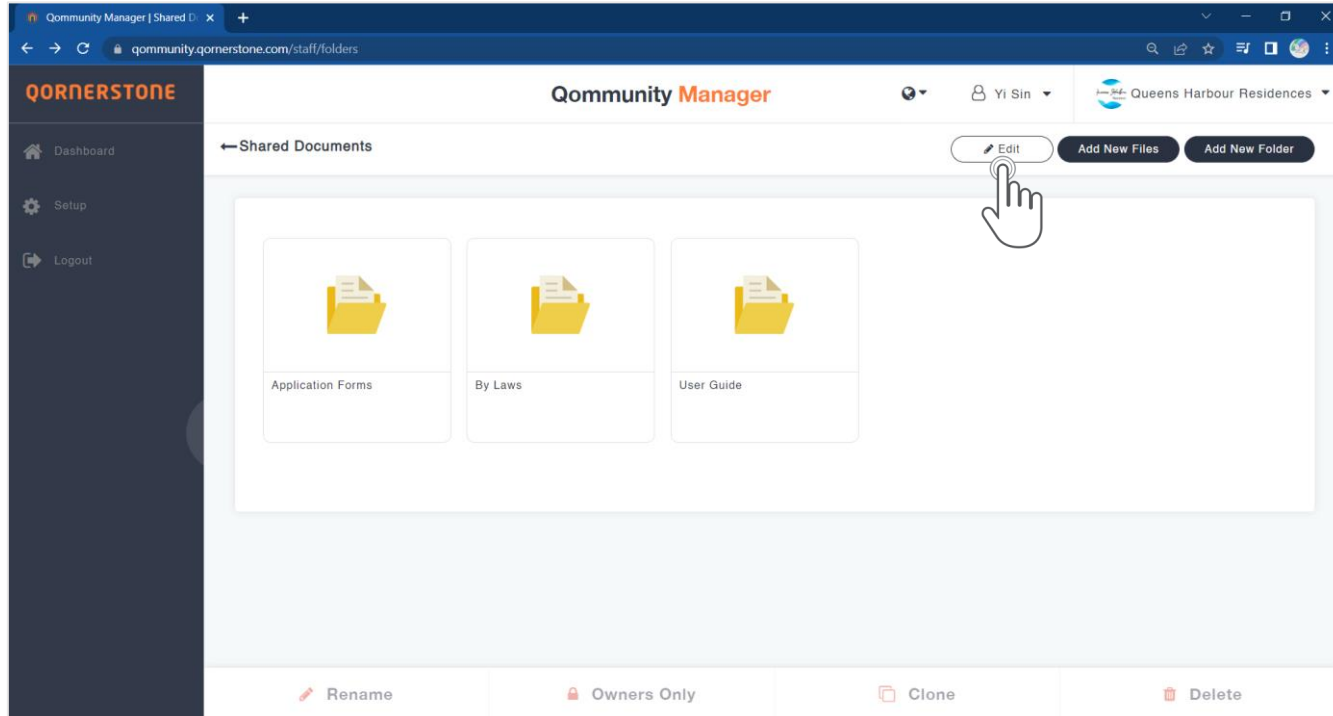 Qommunity Manager | Shared D
qommunity.qornerstone.com/staff/folders
QORNERSTONE
Qommunity Manager
Yi Sin
Queens Harbour Residences
Dashboard
Setup
Logout
Shared Documents
Edit
Add New Files
Add New Folder
Application Forms
By Laws
User Guide
Rename
Owners Only
Clone
Delete